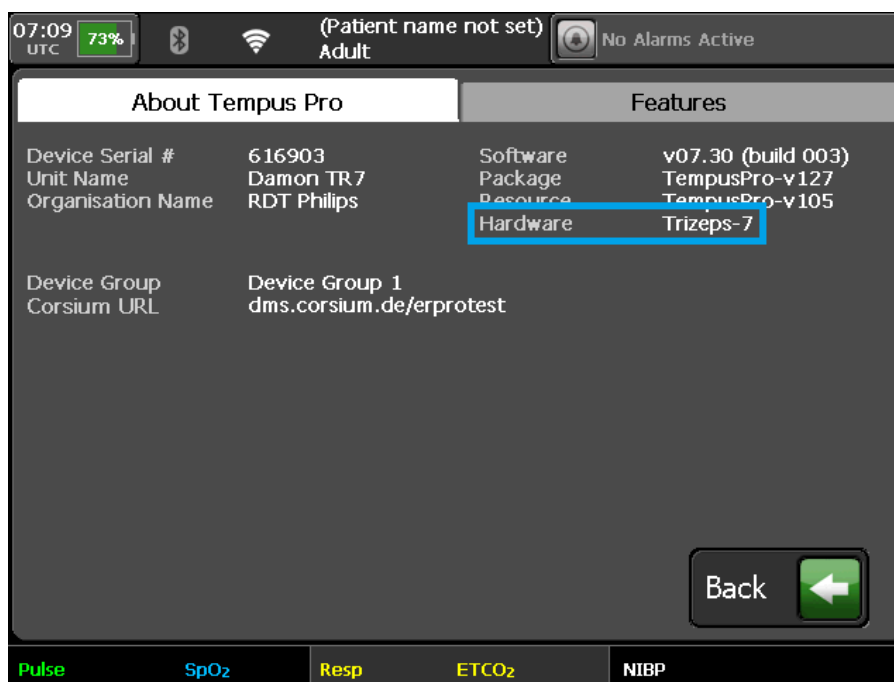 07:09
UTC
73%
(Patient name not set)
Adult
No Alarms Active
About Tempus Pro
Features
Device Serial # 616903
Unit Name Damon TR7
Organisation Name RDT Philips
Software v07.30 (build 003)
Package TempusPro-v127
Resource TempusPro-v105
Hardware Trizeps-7
Device Group Device Group 1
Corsium URL dms.corsium.de/erprotest
Back
Pulse SpO₂ Resp ETCO₂ NIBP